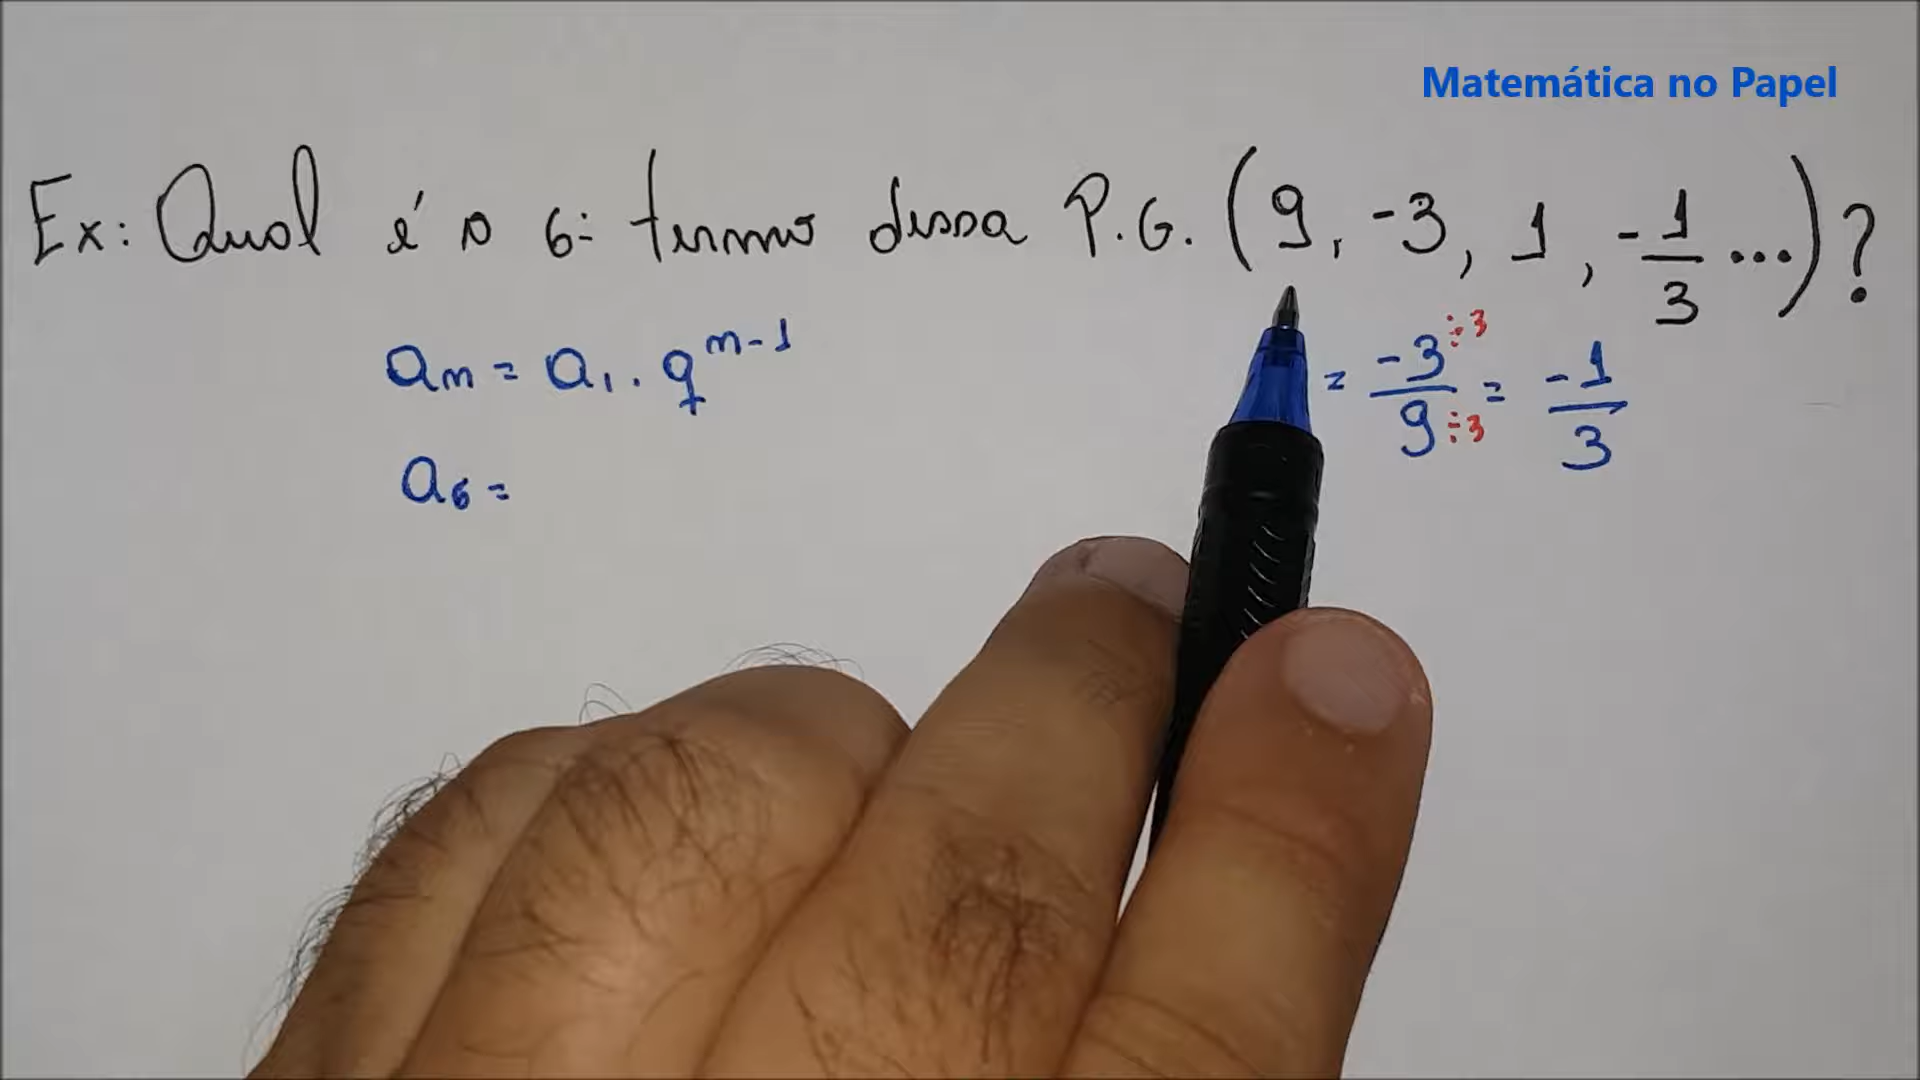 Matemática no Papel
Ex: Qual é o 6º termo dessa P.G. (9, -3, 1, -1/3 ...)?
an = a1 . q^n-1
= -3/9 ÷3 ÷3 = -1/3
a6 =